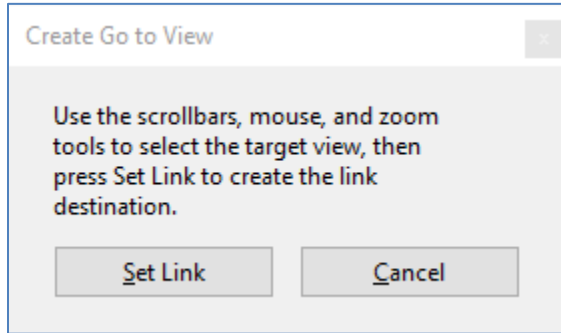 Create Go to View
Use the scrollbars, mouse, and zoom
tools to select the target view, then
press Set Link to create the link
destination.
Set Link
Cancel